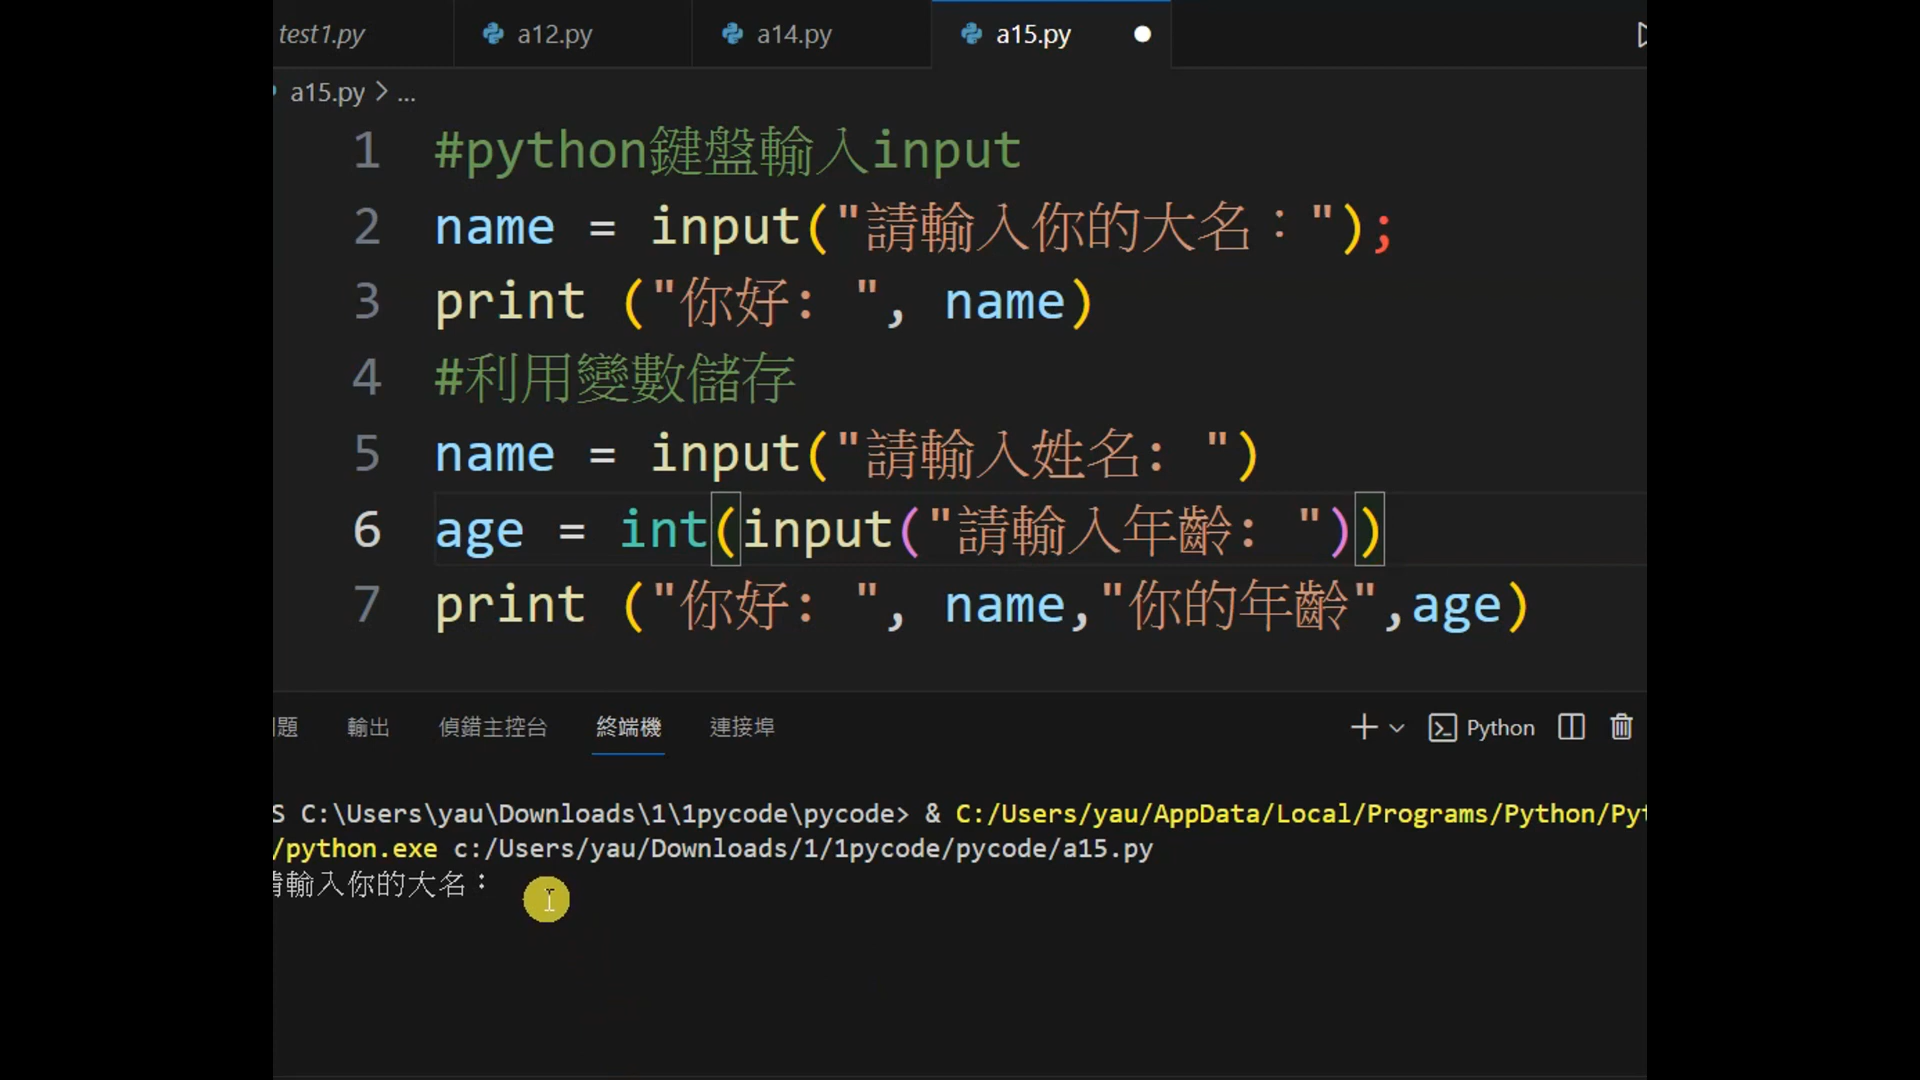 test1.py
a12.py
a14.py
a15.py
a15.py > ...
1 #python鍵盤輸入input
2 name = input("請輸入你的大名：");
3 print ("你好: ", name)
4 #利用變數儲存
5 name = input("請輸入姓名: ")
6 age = int(input("請輸入年齡: "))
7 print ("你好: ", name,"你的年齡",age)
題 輸出 偵錯主控台 終端機 連接埠
Python
S C:\Users\yau\Downloads\1\1pycode\pycode> & C:/Users/yau/AppData/Local/Programs/Python/Py
/python.exe c:/Users/yau/Downloads/1/1pycode/pycode/a15.py
輸入你的大名：